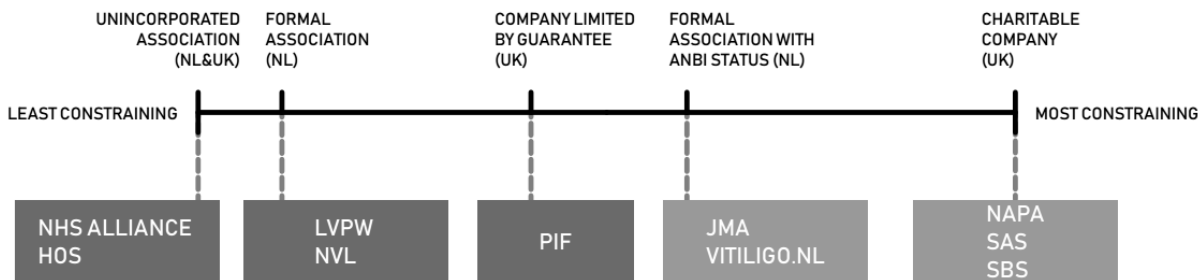 UNINCORPORATED
ASSOCIATION
(NL&UK)
FORMAL
ASSOCIATION
(NL)
COMPANY LIMITED
BY GUARANTEE
(UK)
FORMAL
ASSOCIATION WITH
ANBI STATUS (NL)
CHARITABLE
COMPANY
(UK)
LEAST CONSTRAINING
MOST CONSTRAINING
NHS ALLIANCE
HOS
LVPW
NVL
PIF
JMA
VITILIGO.NL
NAPA
SAS
SBS